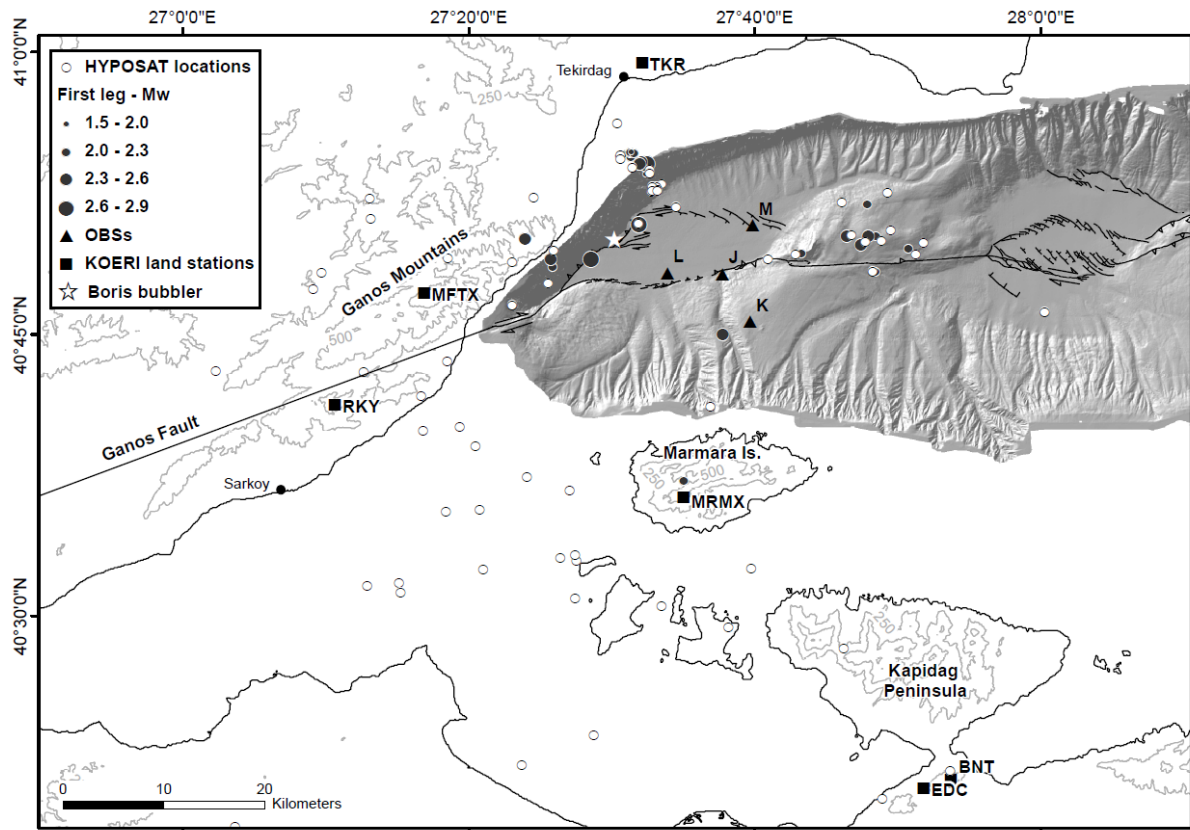 27°0'0"E 27°20'0"E 27°40'0"E 28°0'0"E
41°0'0"N
40°45'0"N
40°30'0"N
HYPOSAT locations
First leg - Mw
1.5 - 2.0
2.0 - 2.3
2.3 - 2.6
2.6 - 2.9
OBSs
KOERI land stations
Boris bubbler
250
TKR
Tekirdag
M
L
J
K
Ganos Mountains
MFTX
500
RKY
Ganos Fault
Sarkoy
Marmara Is.
250
500
MRMX
250
Kapidag
Peninsula
BNT
EDC
0 10 20
Kilometers